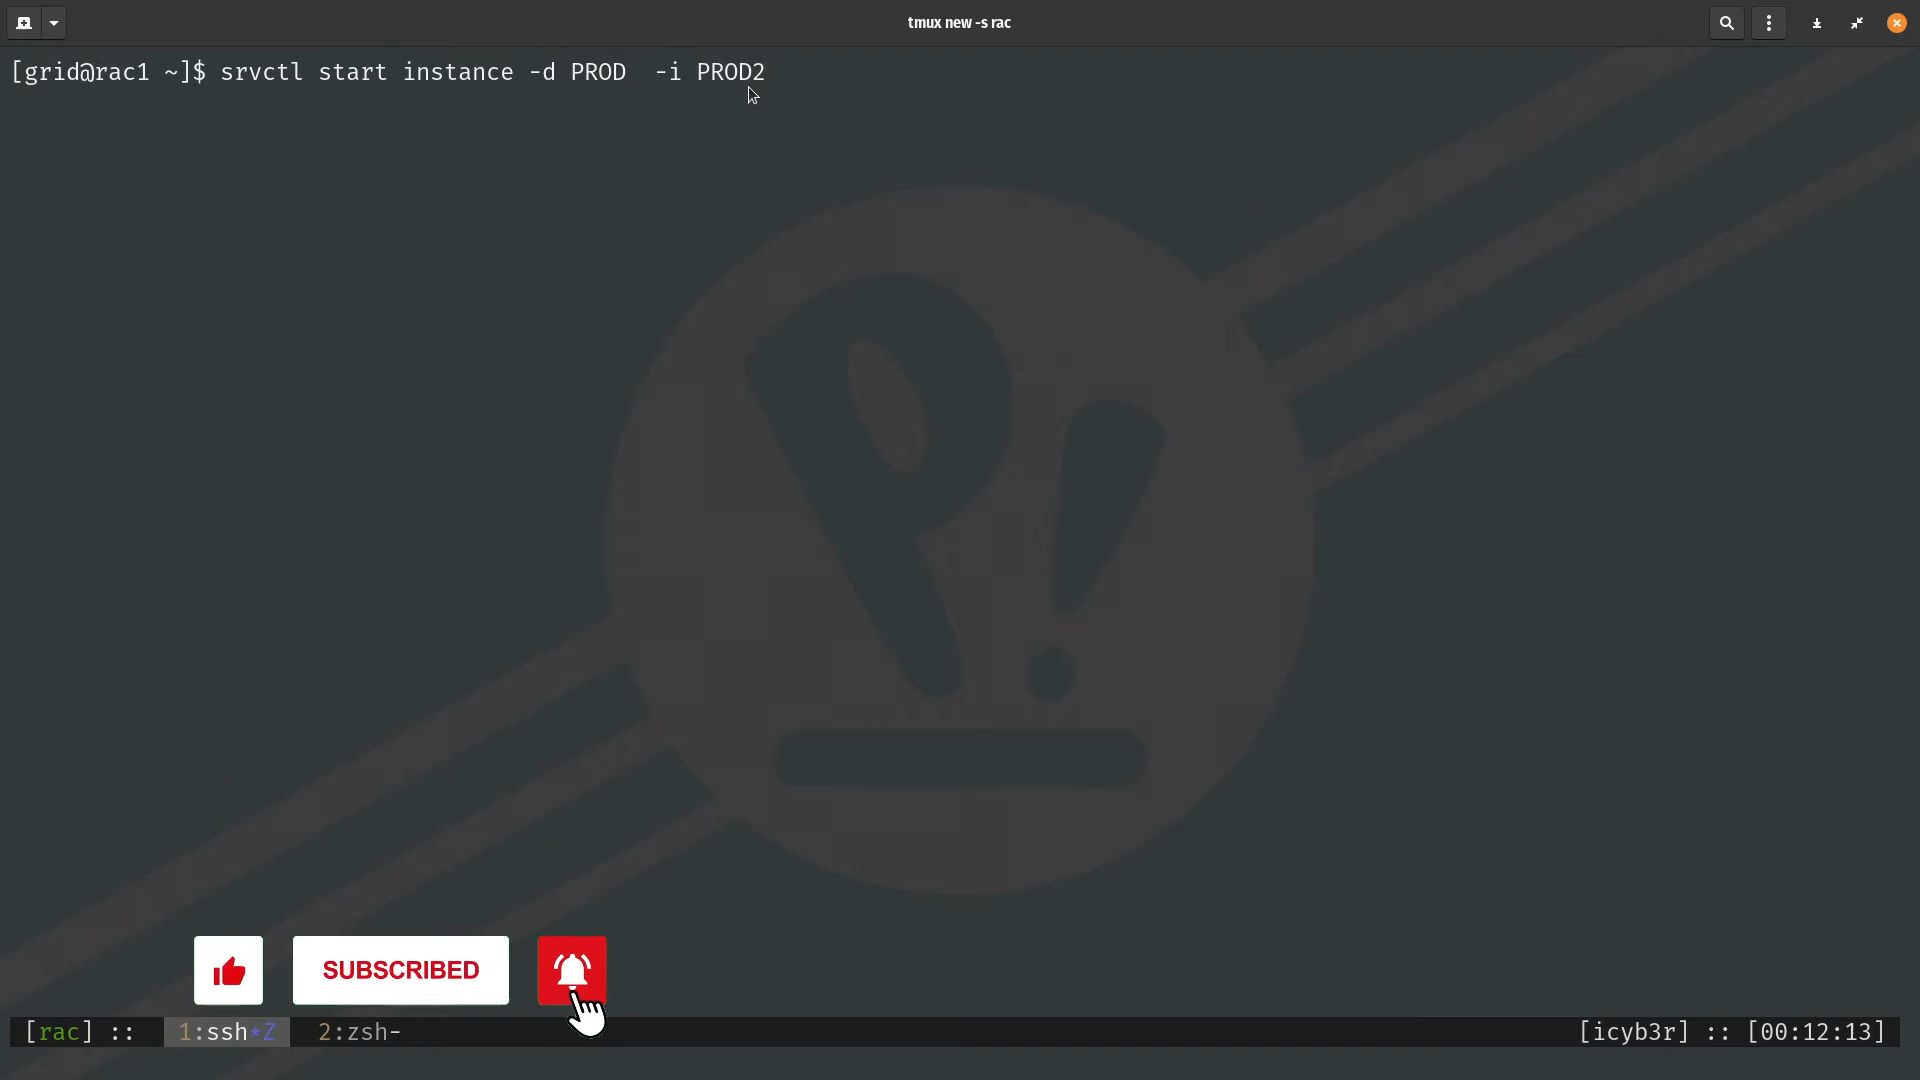 tmux new -s rac
[grid@rac1 ~]$ srvctl start instance -d PROD  -i PROD2
SUBSCRIBED
[rac] ::  1:ssh*Z  2:zsh-  [icyb3r] :: [00:12:13]